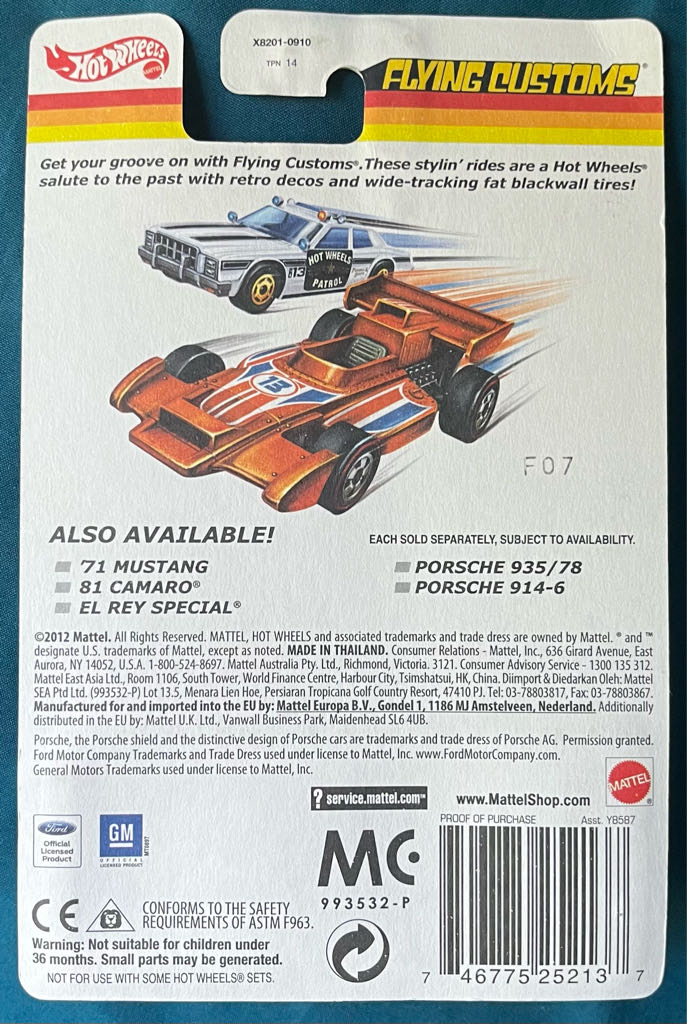 Hot Wheels
MATTEL
X8201-0910
TPN 14
FLYING CUSTOMS®
Get your groove on with Flying Customs®. These stylin' rides are a Hot Wheels®
salute to the past with retro decos and wide-tracking fat blackwall tires!
HOT WHEELS
13
PATROL
13
F07
ALSO AVAILABLE!
EACH SOLD SEPARATELY, SUBJECT TO AVAILABILITY.
'71 MUSTANG
81 CAMARO®
EL REY SPECIAL®
PORSCHE 935/78
PORSCHE 914-6
©2012 Mattel. All Rights Reserved. MATTEL, HOT WHEELS and associated trademarks and trade dress are owned by Mattel. ® and ™
designate U.S. trademarks of Mattel, except as noted. MADE IN THAILAND. Consumer Relations - Mattel, Inc., 636 Girard Avenue, East
Aurora, NY 14052, U.S.A. 1-800-524-8697. Mattel Australia Pty. Ltd., Richmond, Victoria. 3121. Consumer Advisory Service - 1300 135 312.
Mattel East Asia Ltd., Room 1106, South Tower, World Finance Centre, Harbour City, Tsimshatsui, HK, China. Diimport & Diedarkan Oleh: Mattel
SEA Ptd Ltd. (993532-P) Lot 13.5, Menara Lien Hoe, Persiaran Tropicana Golf Country Resort, 47410 PJ. Tel: 03-78803817, Fax: 03-78803867.
Manufactured for and imported into the EU by: Mattel Europa B.V., Gondel 1, 1186 MJ Amstelveen, Nederland. Additionally
distributed in the EU by: Mattel U.K. Ltd., Vanwall Business Park, Maidenhead SL6 4UB.
Porsche, the Porsche shield and the distinctive design of Porsche cars are trademarks and trade dress of Porsche AG. Permission granted.
Ford Motor Company Trademarks and Trade Dress used under license to Mattel, Inc. www.FordMotorCompany.com.
General Motors Trademarks used under license to Mattel, Inc.
MATTEL®
? service.mattel.com™
www.MattelShop.com
PROOF OF PURCHASE
Asst. Y8587
Ford
Official
Licensed
Product
GM
OFFICIAL
LICENSED PRODUCT
MT0897
MC
993532-P
CE
CONFORMS TO THE SAFETY
REQUIREMENTS OF ASTM F963.
Warning: Not suitable for children under
36 months. Small parts may be generated.
NOT FOR USE WITH SOME HOT WHEELS® SETS.
7 46775 25213 7